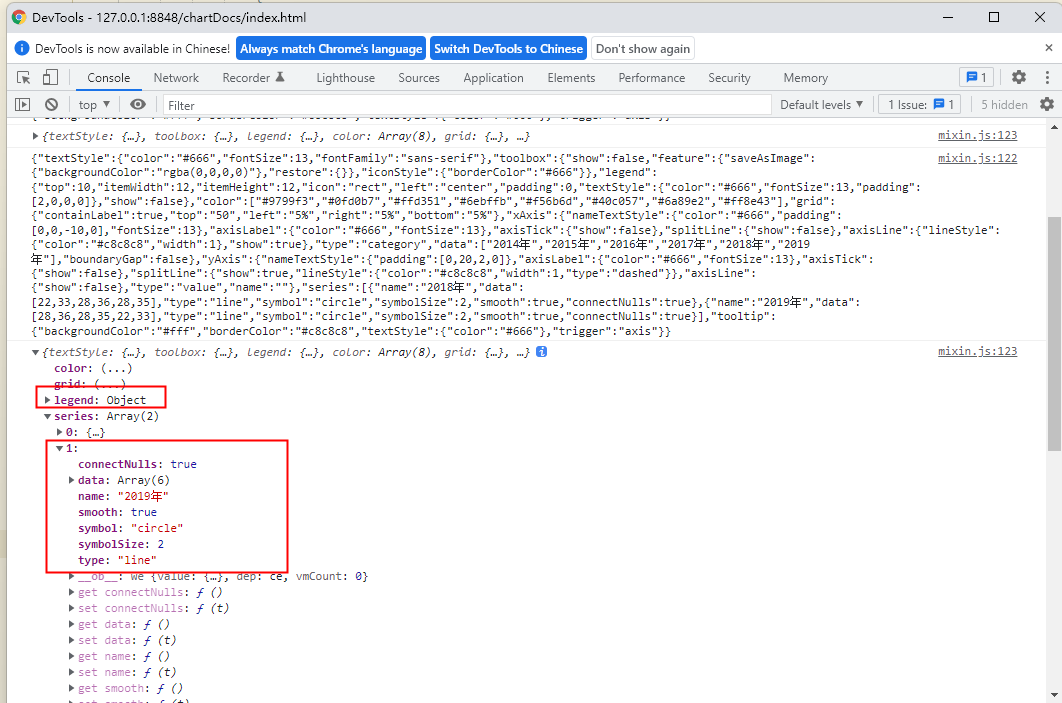 DevTools - 127.0.0.1:8848/chartDocs/index.html
DevTools is now available in Chinese! Always match Chrome's language Switch DevTools to Chinese Don't show again
Console Network Recorder Lighthouse Sources Application Elements Performance Security Memory 1
top Filter Default levels 1 Issue: 1 5 hidden
{textStyle: {…}, toolbox: {…}, legend: {…}, color: Array(8), grid: {…}, …} mixin.js:123
{"textStyle":{"color":"#666","fontSize":13,"fontFamily":"sans-serif"},"toolbox":{"show":false,"feature":{"saveAsImage": mixin.js:122
{"backgroundColor":"rgba(0,0,0,0)"},"restore":{}},"iconStyle":{"borderColor":"#666"}},"legend":
{"top":10,"itemWidth":12,"itemHeight":12,"icon":"rect","left":"center","padding":0,"textStyle":{"color":"#666","fontSize":13,"padding":
[2,0,0,0]},"show":false},"color":["#9799f3","#0fd0b7","#ffd351","#6ebffb","#f56b6d","#40c057","#6a89e2","#ff8e43"],"grid":
{"containLabel":true,"top":"50","left":"5%","right":"5%","bottom":"5%"},"xAxis":{"nameTextStyle":{"color":"#666","padding":
[0,0,-10,0],"fontSize":13},"axisLabel":{"color":"#666","fontSize":13},"axisTick":{"show":false},"splitLine":{"show":false},"axisLine":{"lineStyle":
{"color":"#c8c8c8","width":1},"show":true},"type":"category","data":["2014年","2015年","2016年","2017年","2018年","2019
年"],"boundaryGap":false},"yAxis":{"nameTextStyle":{"padding":[0,20,2,0]},"axisLabel":{"color":"#666","fontSize":13},"axisTick":
{"show":false},"splitLine":{"show":true,"lineStyle":{"color":"#c8c8c8","width":1,"type":"dashed"}},"axisLine":
{"show":false},"type":"value","name":""},"series":[{"name":"2018年","data":
[22,33,28,36,28,35],"type":"line","symbol":"circle","symbolSize":2,"smooth":true,"connectNulls":true},{"name":"2019年","data":
[28,36,28,35,22,33],"type":"line","symbol":"circle","symbolSize":2,"smooth":true,"connectNulls":true}],"tooltip":
{"backgroundColor":"#fff","borderColor":"#c8c8c8","textStyle":{"color":"#666"},"trigger":"axis"}}
{textStyle: {…}, toolbox: {…}, legend: {…}, color: Array(8), grid: {…}, …} mixin.js:123
color: (...)
grid: (...)
legend: Object
series: Array(2)
0: {…}
1:
connectNulls: true
data: Array(6)
name: "2019年"
smooth: true
symbol: "circle"
symbolSize: 2
type: "line"
__ob__: We {value: {…}, dep: ce, vmCount: 0}
get connectNulls: ƒ ()
set connectNulls: ƒ (t)
get data: ƒ ()
set data: ƒ (t)
get name: ƒ ()
set name: ƒ (t)
get smooth: ƒ ()
set smooth: ƒ (t)